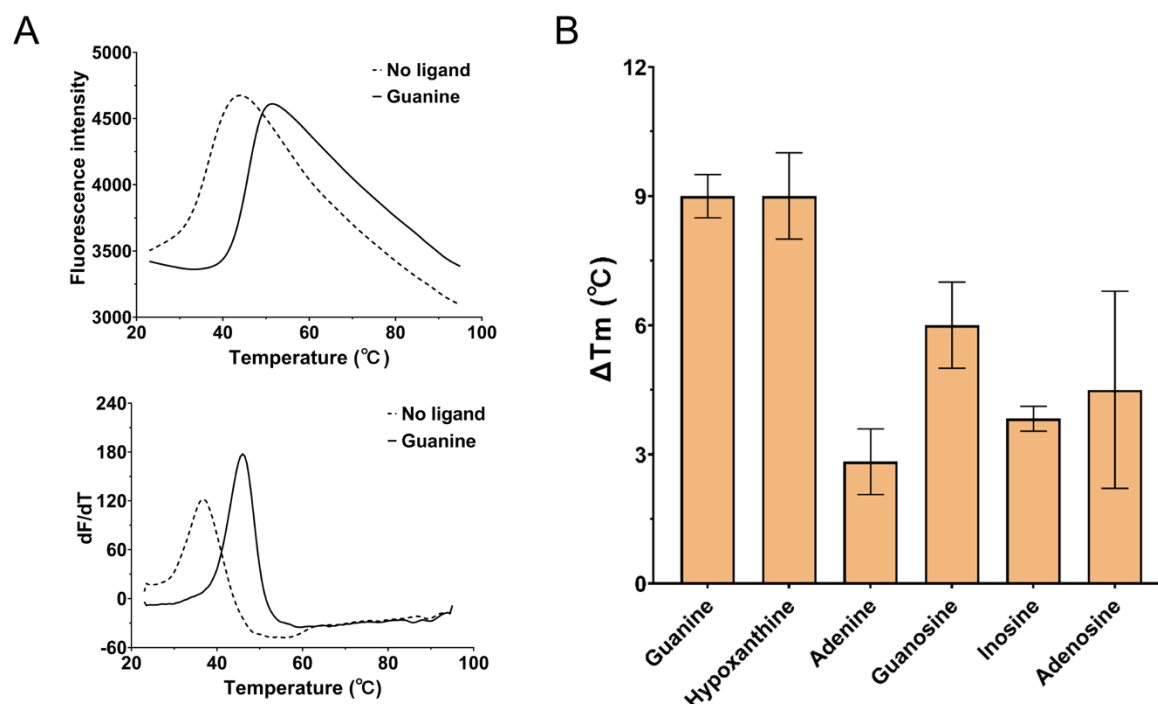 A
5000
4500
4000
3500
3000
Fluorescence intensity
No ligand
Guanine
20 40 60 80 100
Temperature (℃)
240
180
120
60
0
-60
dF/dT
No ligand
Guanine
20 40 60 80 100
Temperature (℃)
B
12
9
6
3
0
ΔTm (℃)
Guanine
Hypoxanthine
Adenine
Guanosine
Inosine
Adenosine